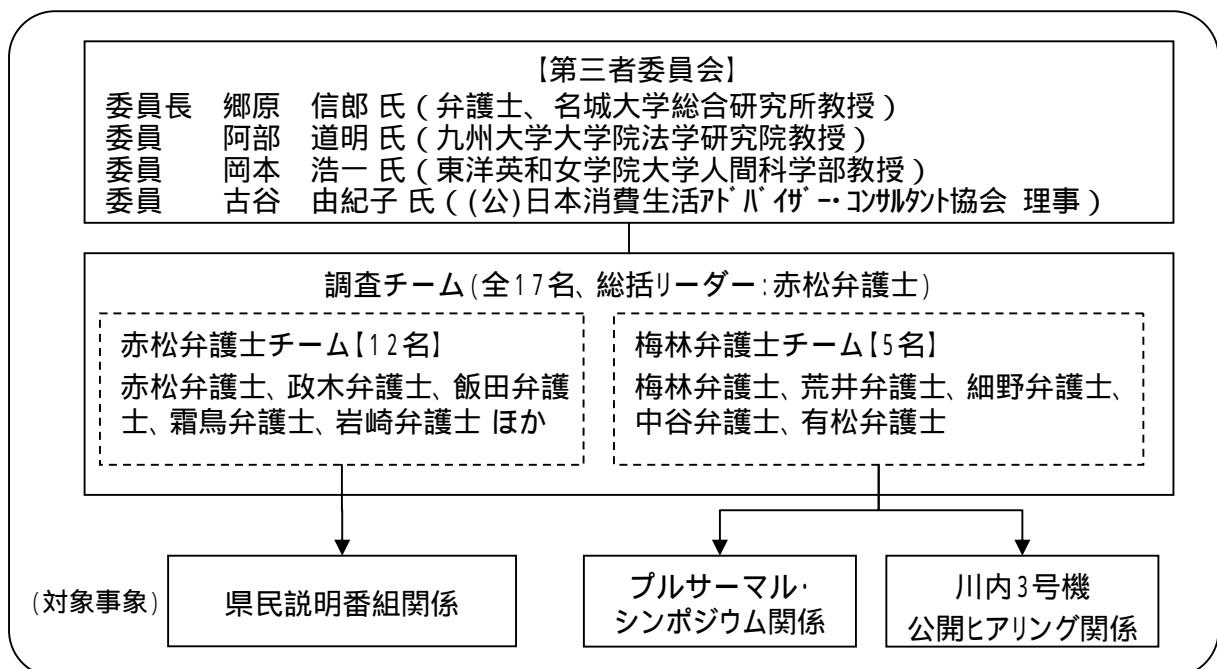 【第三者委員会】
委員長　郷原　信郎 氏（弁護士、名城大学総合研究所教授）
委員　　阿部　道明 氏（九州大学大学院法学研究院教授）
委員　　岡本　浩一 氏（東洋英和女学院大学人間科学部教授）
委員　　古谷　由紀子 氏（(公)日本消費生活ｱﾄﾞﾊﾞｲｻﾞｰ・ｺﾝｻﾙﾀﾝﾄ協会 理事）
調査チーム(全17名、総括リーダー：赤松弁護士)
赤松弁護士チーム【12名】
赤松弁護士、政木弁護士、飯田弁護
士、霜鳥弁護士、岩崎弁護士 ほか
梅林弁護士チーム【5名】
梅林弁護士、荒井弁護士、細野弁護士、
中谷弁護士、有松弁護士
(対象事象)
県民説明番組関係
プルサーマル・
シンポジウム関係
川内3号機
公開ヒアリング関係